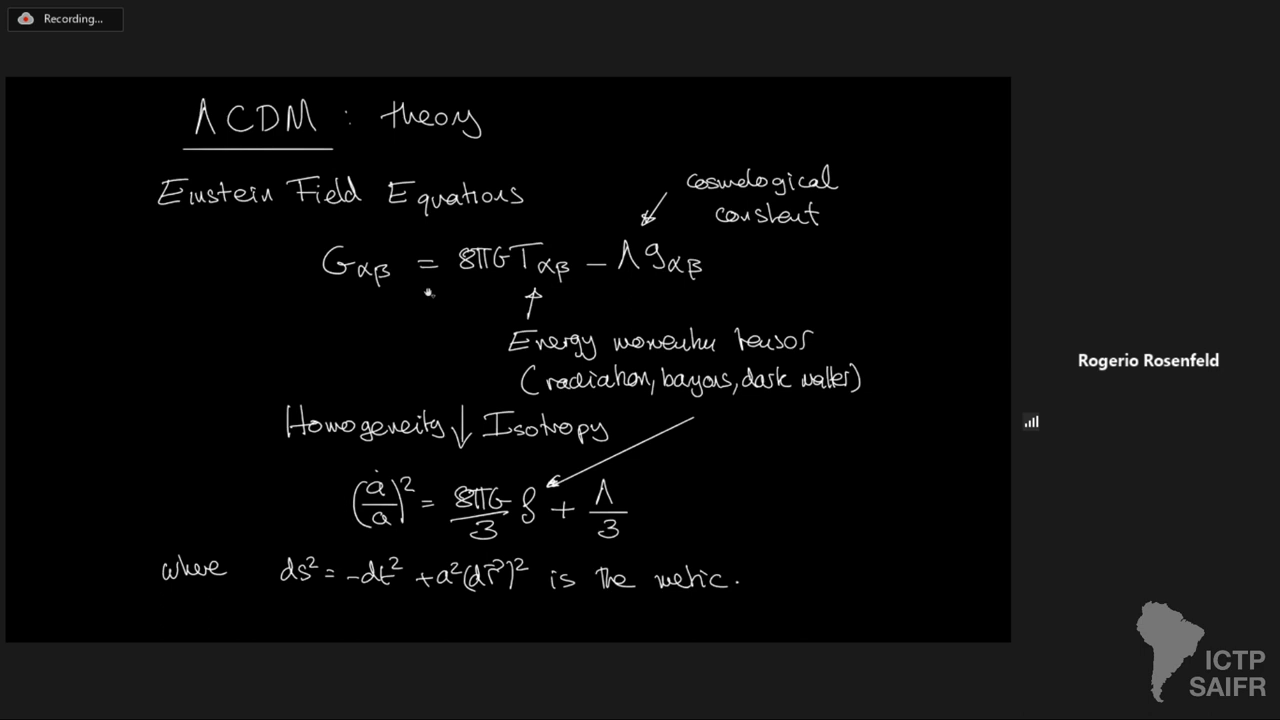 Recording...
ΛCDM : theory
Einstein Field Equations
cosmological
constant
Gαβ = 8πG Tαβ − Λ gαβ
Energy momentum tensor
(radiation, baryons, dark matter)
Homogeneity ↓ Isotropy
(ȧ/a)² = 8πG/3 ρ + Λ/3
where ds² = −dt² + a²(dr⃗)² is the metric.
Rogerio Rosenfeld
ICTP
SAIFR